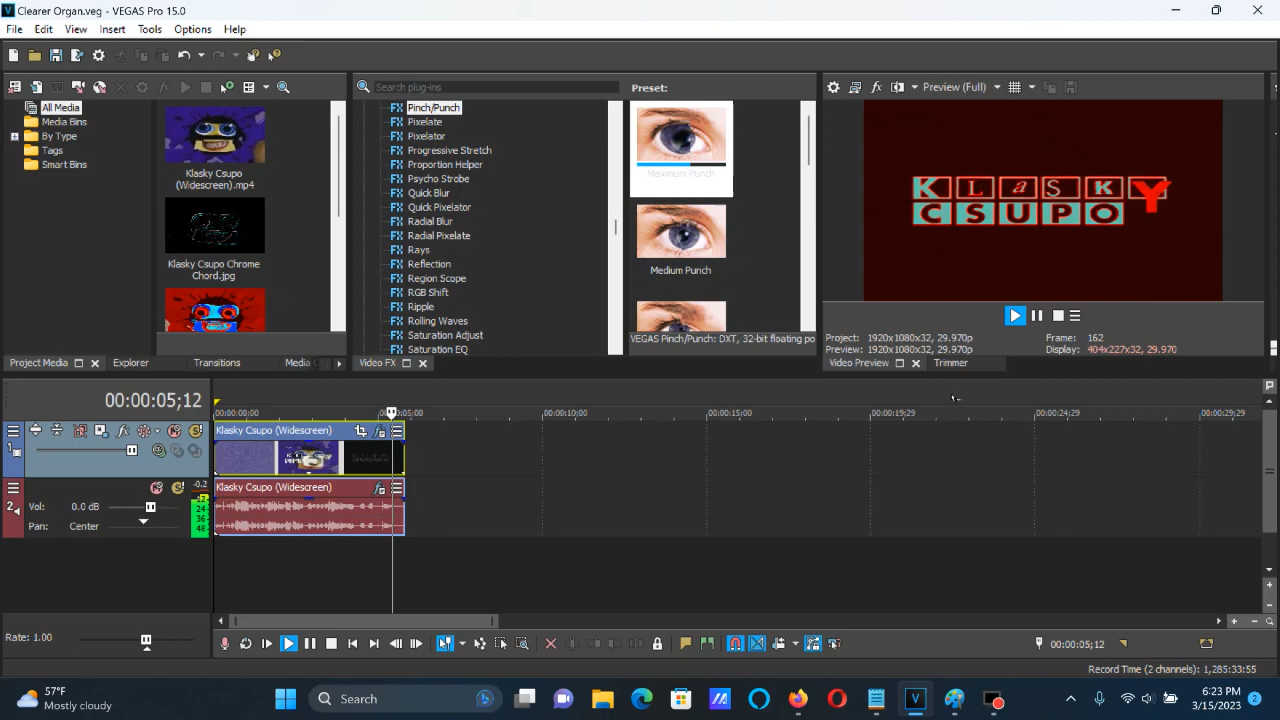 Clearer Organ.veg - VEGAS Pro 15.0
File Edit View Insert Tools Options Help
Search plug-ins
Preset:
Preview (Full)
All Media
Media Bins
By Type
Tags
Smart Bins
Klasky Csupo
(Widescreen).mp4
Klasky Csupo Chrome
Chord.jpg
Pinch/Punch
Pixelate
Pixelator
Progressive Stretch
Proportion Helper
Psycho Strobe
Quick Blur
Quick Pixelator
Radial Blur
Radial Pixelate
Rays
Reflection
Region Scope
RGB Shift
Ripple
Rolling Waves
Saturation Adjust
Saturation EQ
Maximum Punch
Medium Punch
VEGAS Pinch/Punch: DXT, 32-bit floating po
KLaSKY
CSUPO
Project: 1920x1080x32, 29.970p
Frame: 162
Preview: 1920x1080x32, 29.970p
Display: 404x227x32, 29.970
Project Media
Explorer
Transitions
Media
Video FX
Video Preview
Trimmer
00:00:05;12
00:00:00;00
00:00:05;00
00:00:10;00
00:00:15;00
00:00:19;29
00:00:24;29
00:00:29;29
1
Klasky Csupo (Widescreen)
2
Klasky Csupo (Widescreen)
-0.2
Vol: 0.0 dB
Pan: Center
12
24
36
48
Rate: 1.00
00:00:05;12
Record Time (2 channels): 1,285:33:55
57°F
Mostly cloudy
Search
6:23 PM
3/15/2023
2